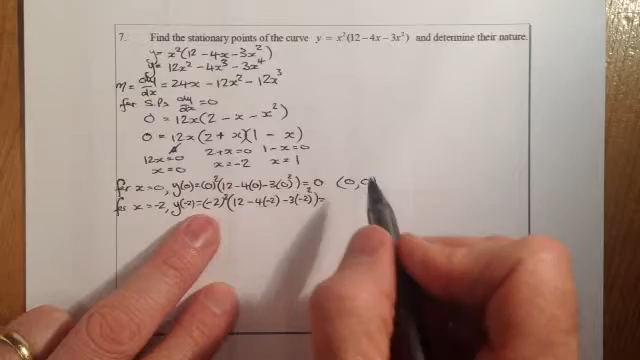 7. Find the stationary points of the curve y = x²(12−4x−3x²) and determine their nature.
y = x²(12 − 4x − 3x²)
y = 12x² − 4x³ − 3x⁴
m = dy/dx = 24x − 12x² − 12x³
for S.Ps dy/dx = 0
0 = 12x(2 − x − x²)
0 = 12x(2 + x)(1 − x)
12x = 0 2+x = 0 1−x = 0
x = 0 x = −2 x = 1
for x = 0, y(0) = (0)²(12 − 4(0) − 3(0²) = 0 (0,0
for x = −2, y(−2) = (−2)²(12 − 4(−2) − 3(−2)²) =